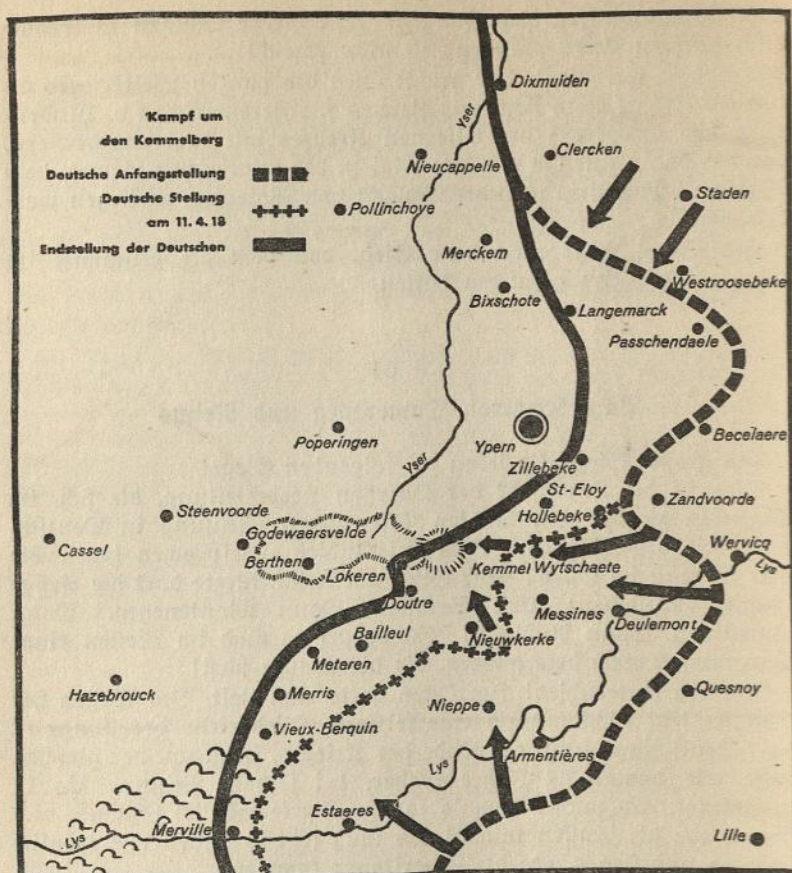 Kampf um
den Kemmelberg
Deutsche Anfangsstellung
Deutsche Stellung
am 11.4.18
Endstellung der Deutschen
Dixmuiden
Yser
Clercken
Nieucappelle
Staden
Pollinchove
Merckem
Westroosebeke
Bixschote
Langemarck
Passchendaele
Poperingen
Ypern
Becelaere
Yser
Zillebeke
St-Eloy
Zandvoorde
Steenvoorde
Hollebeke
Godewaersvelde
Cassel
Wervicq
Berthen
Lokeren
Kemmel
Wytschaete
Lys
Doutre
Messines
Deulemont
Bailleul
Nieuwkerke
Meteren
Hazebrouck
Merris
Quesnoy
Nieppe
Vieux-Berquin
Lys
Armentières
Estaeres
Lys
Merville
Lille